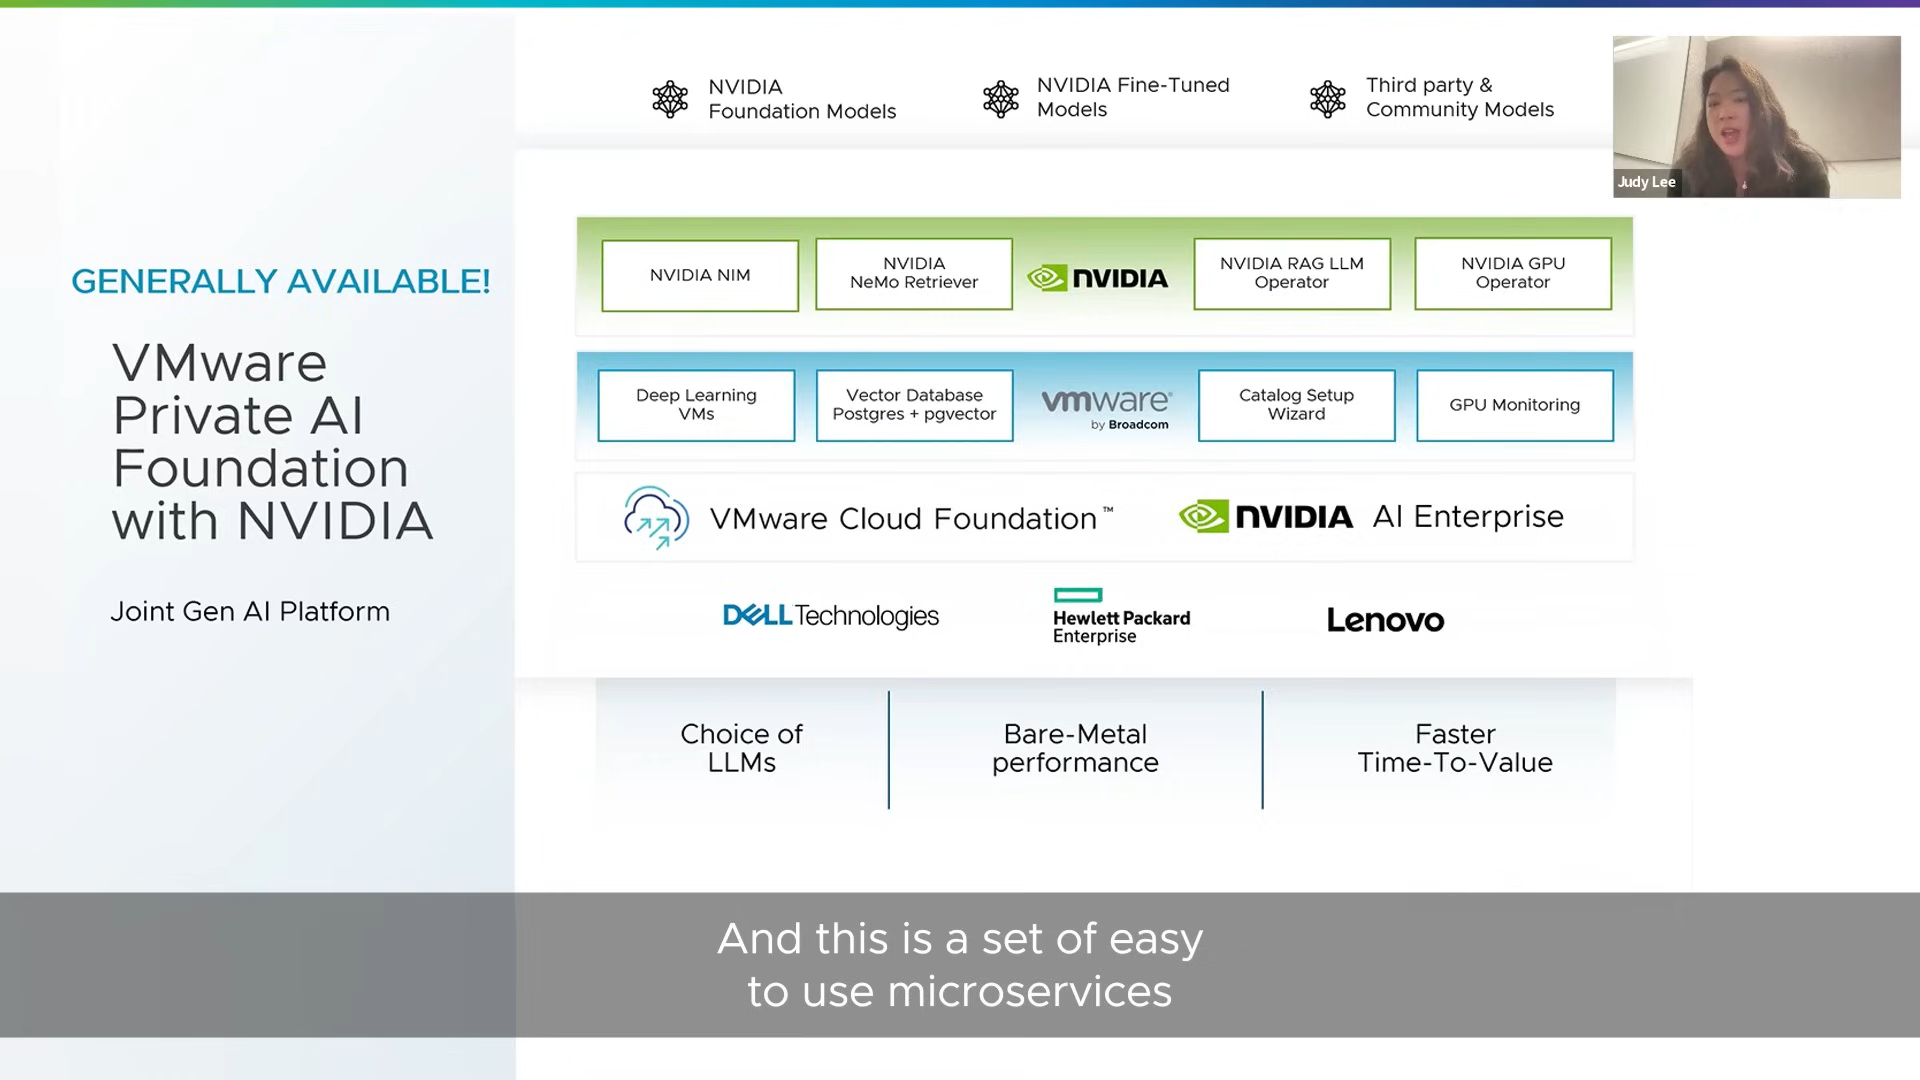 GENERALLY AVAILABLE!
VMware
Private AI
Foundation
with NVIDIA
Joint Gen AI Platform
NVIDIA
Foundation Models
NVIDIA Fine-Tuned
Models
Third party &
Community Models
Judy Lee
NVIDIA NIM
NVIDIA
NeMo Retriever
NVIDIA
NVIDIA RAG LLM
Operator
NVIDIA GPU
Operator
Deep Learning
VMs
Vector Database
Postgres + pgvector
vmware®
by Broadcom
Catalog Setup
Wizard
GPU Monitoring
VMware Cloud Foundation™
NVIDIA AI Enterprise
DELL Technologies
Hewlett Packard
Enterprise
Lenovo
Choice of
LLMs
Bare-Metal
performance
Faster
Time-To-Value
And this is a set of easy
to use microservices